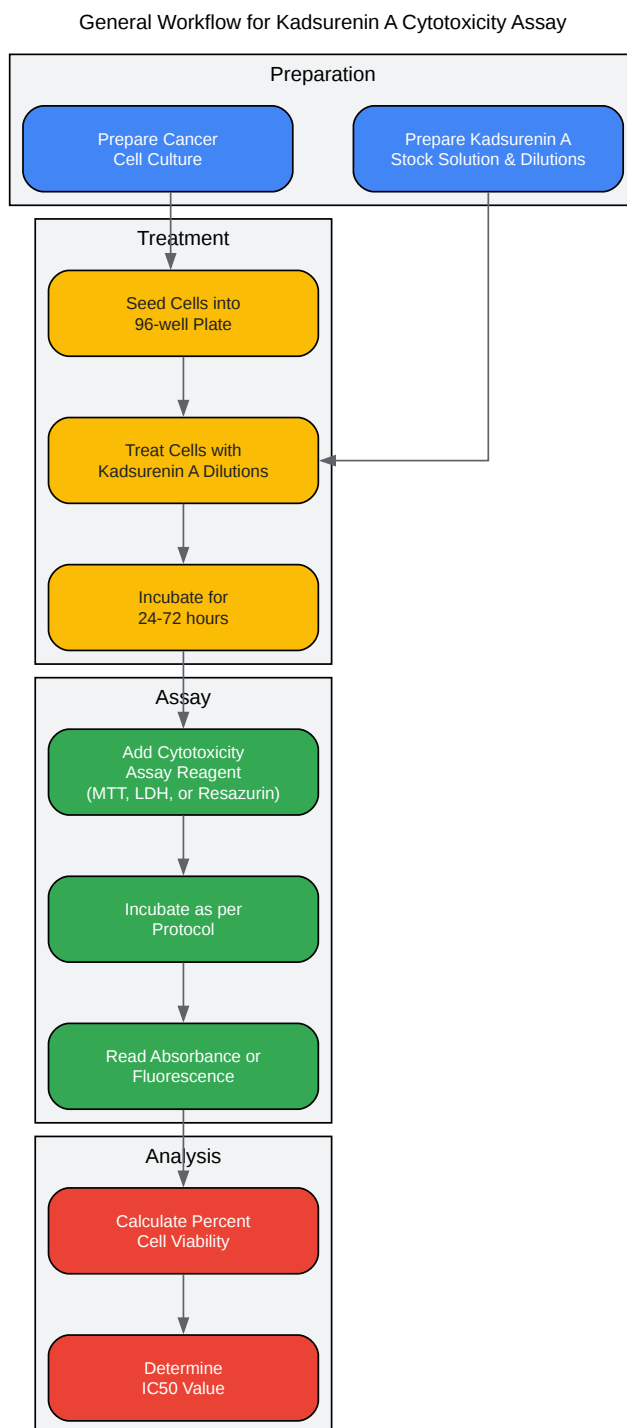 General Workflow for Kadsurenin A Cytotoxicity Assay
Preparation
Prepare Cancer
Cell Culture
Prepare Kadsurenin A
Stock Solution & Dilutions
Treatment
Seed Cells into
96-well Plate
Treat Cells with
Kadsurenin A Dilutions
Incubate for
24-72 hours
Assay
Add Cytotoxicity
Assay Reagent
(MTT, LDH, or Resazurin)
Incubate as per
Protocol
Read Absorbance or
Fluorescence
Analysis
Calculate Percent
Cell Viability
Determine
IC50 Value